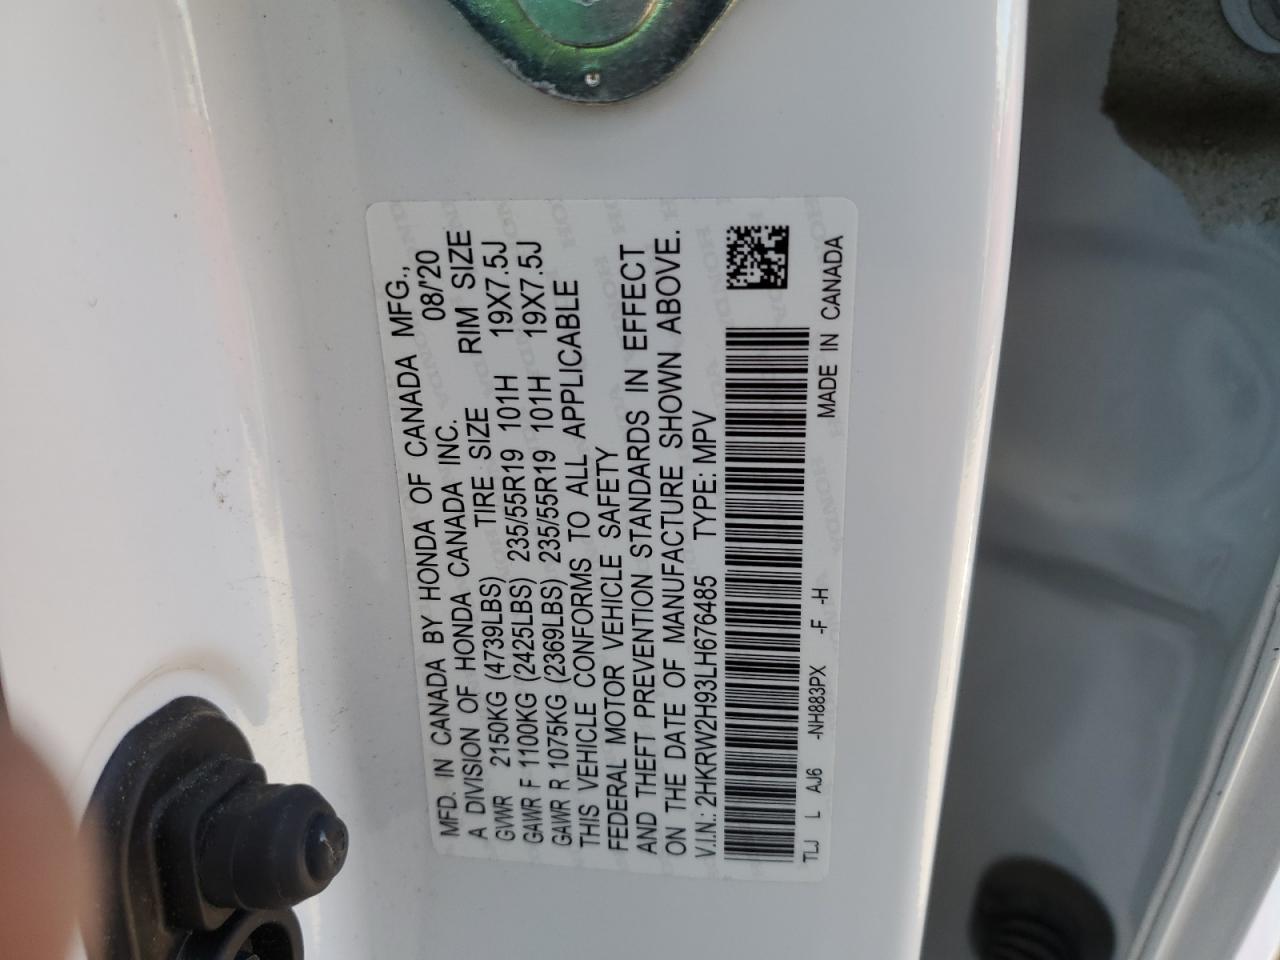 MFD. IN CANADA BY HONDA OF CANADA MFG.,
A DIVISION OF HONDA CANADA INC. 08/'20
GVWR 2150KG (4739LBS) TIRE SIZE RIM SIZE
GAWR F 1100KG (2425LBS) 235/55R19 101H 19X7.5J
GAWR R 1075KG (2369LBS) 235/55R19 101H 19X7.5J
THIS VEHICLE CONFORMS TO ALL APPLICABLE
FEDERAL MOTOR VEHICLE SAFETY
AND THEFT PREVENTION STANDARDS IN EFFECT
ON THE DATE OF MANUFACTURE SHOWN ABOVE.
V.I.N.: 2HKRW2H93LH676485 TYPE: MPV
TLJ L AJ6 -NH883PX -F -H MADE IN CANADA